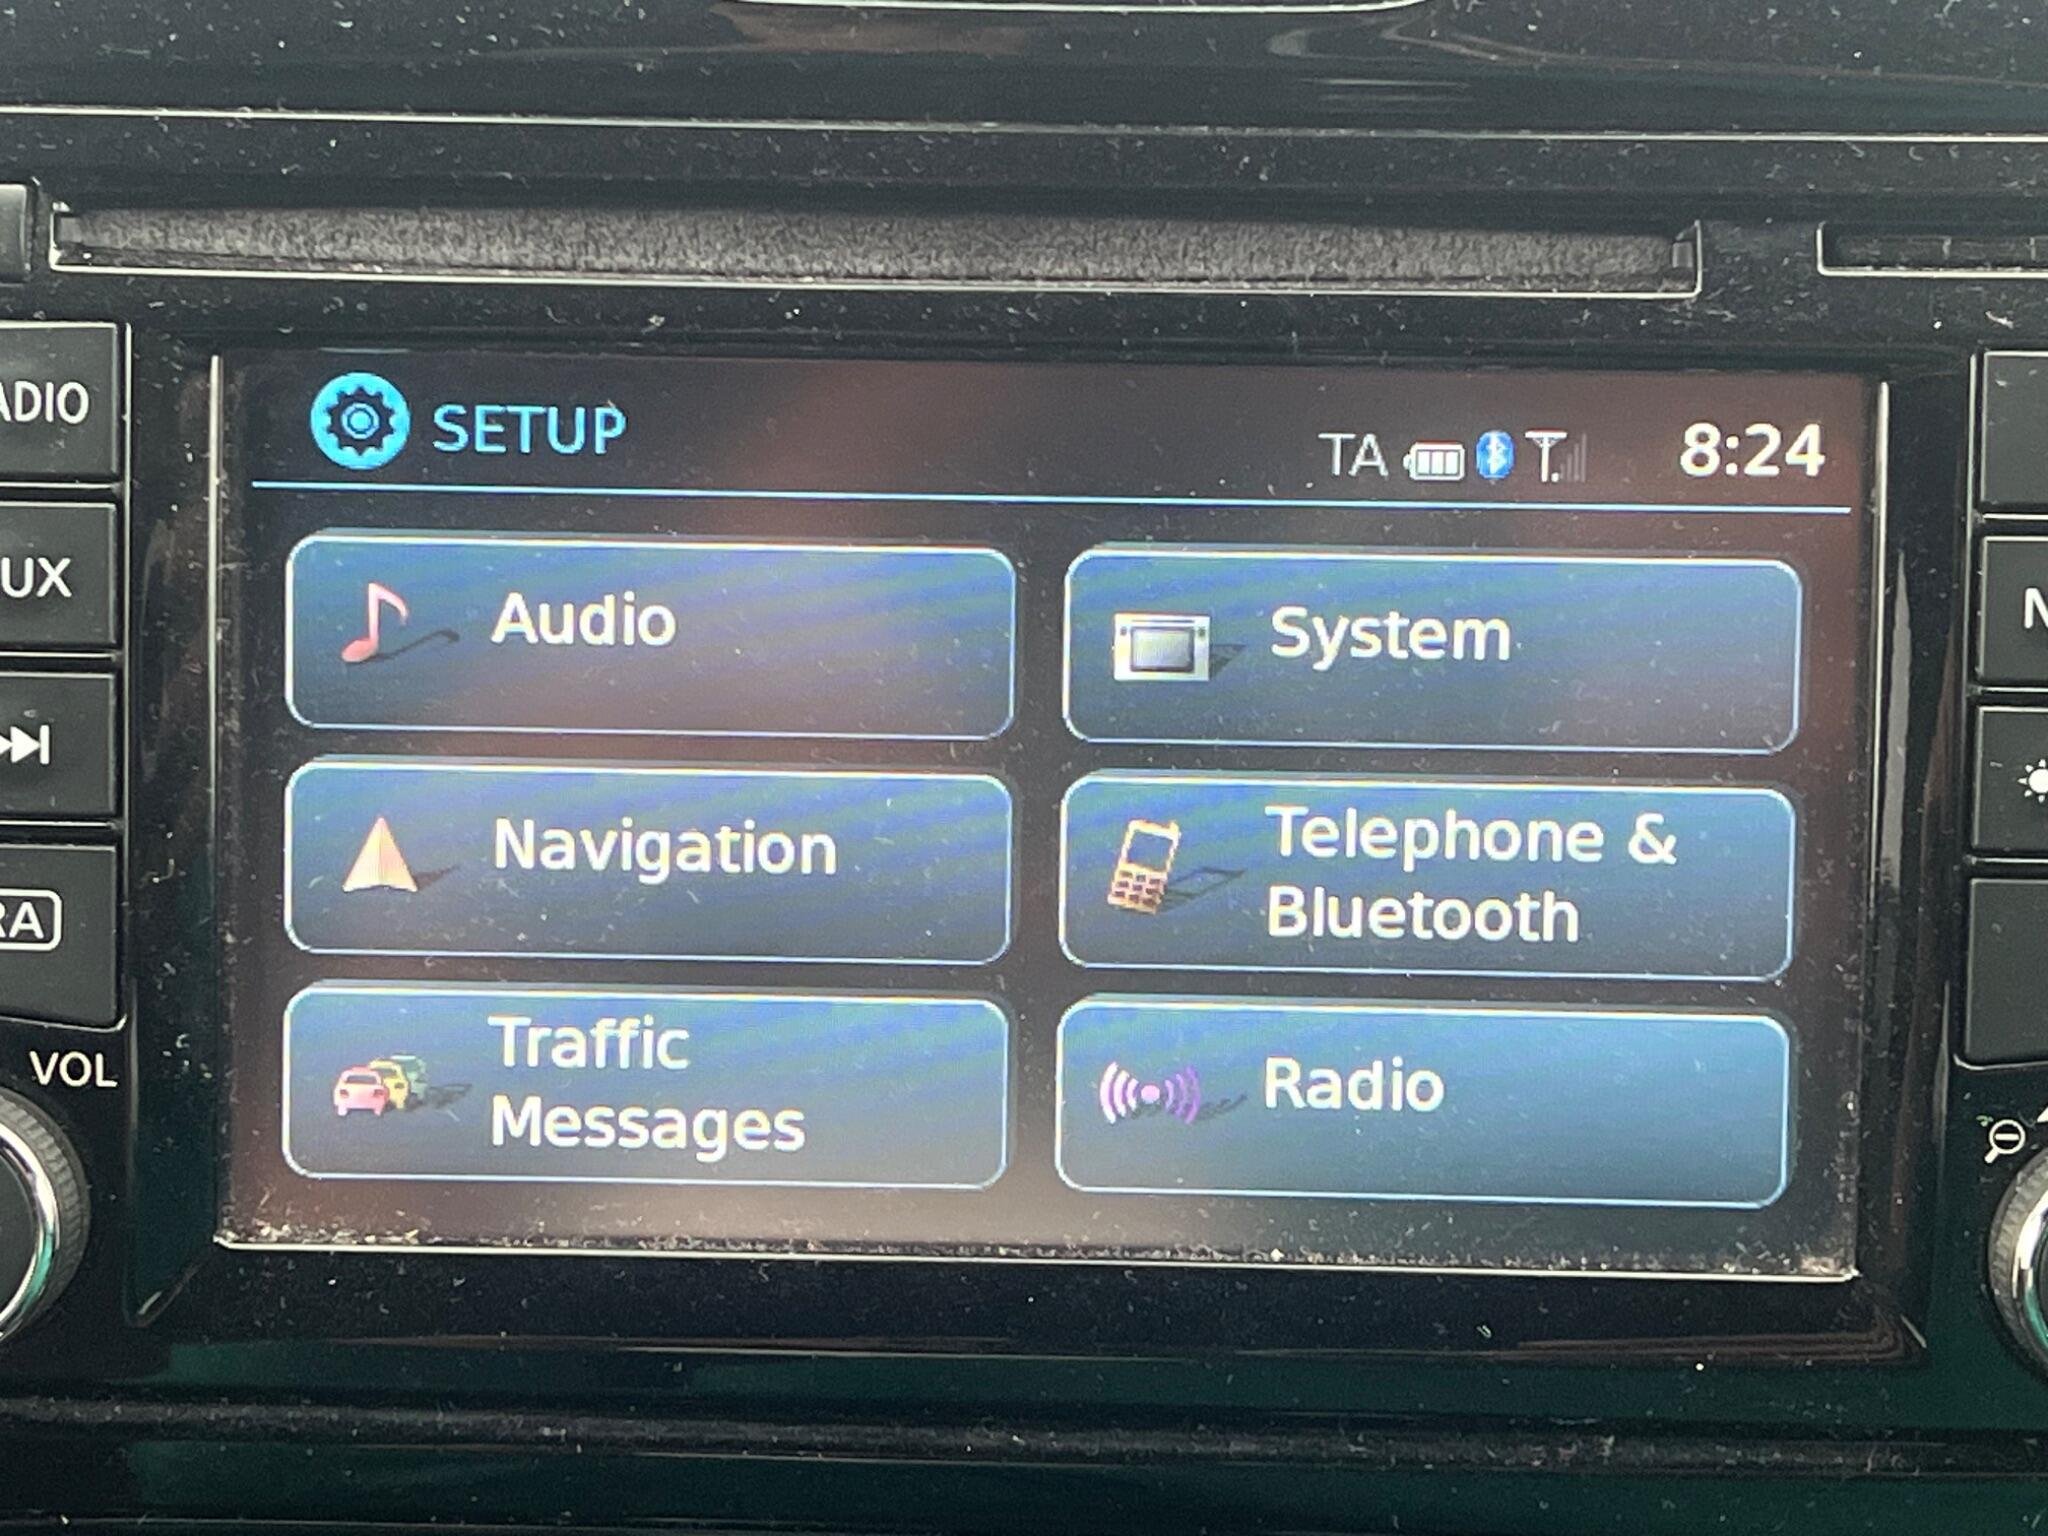 SETUP
TA 8:24
Audio
System
Navigation
Telephone &
Bluetooth
Traffic
Messages
Radio
VOL